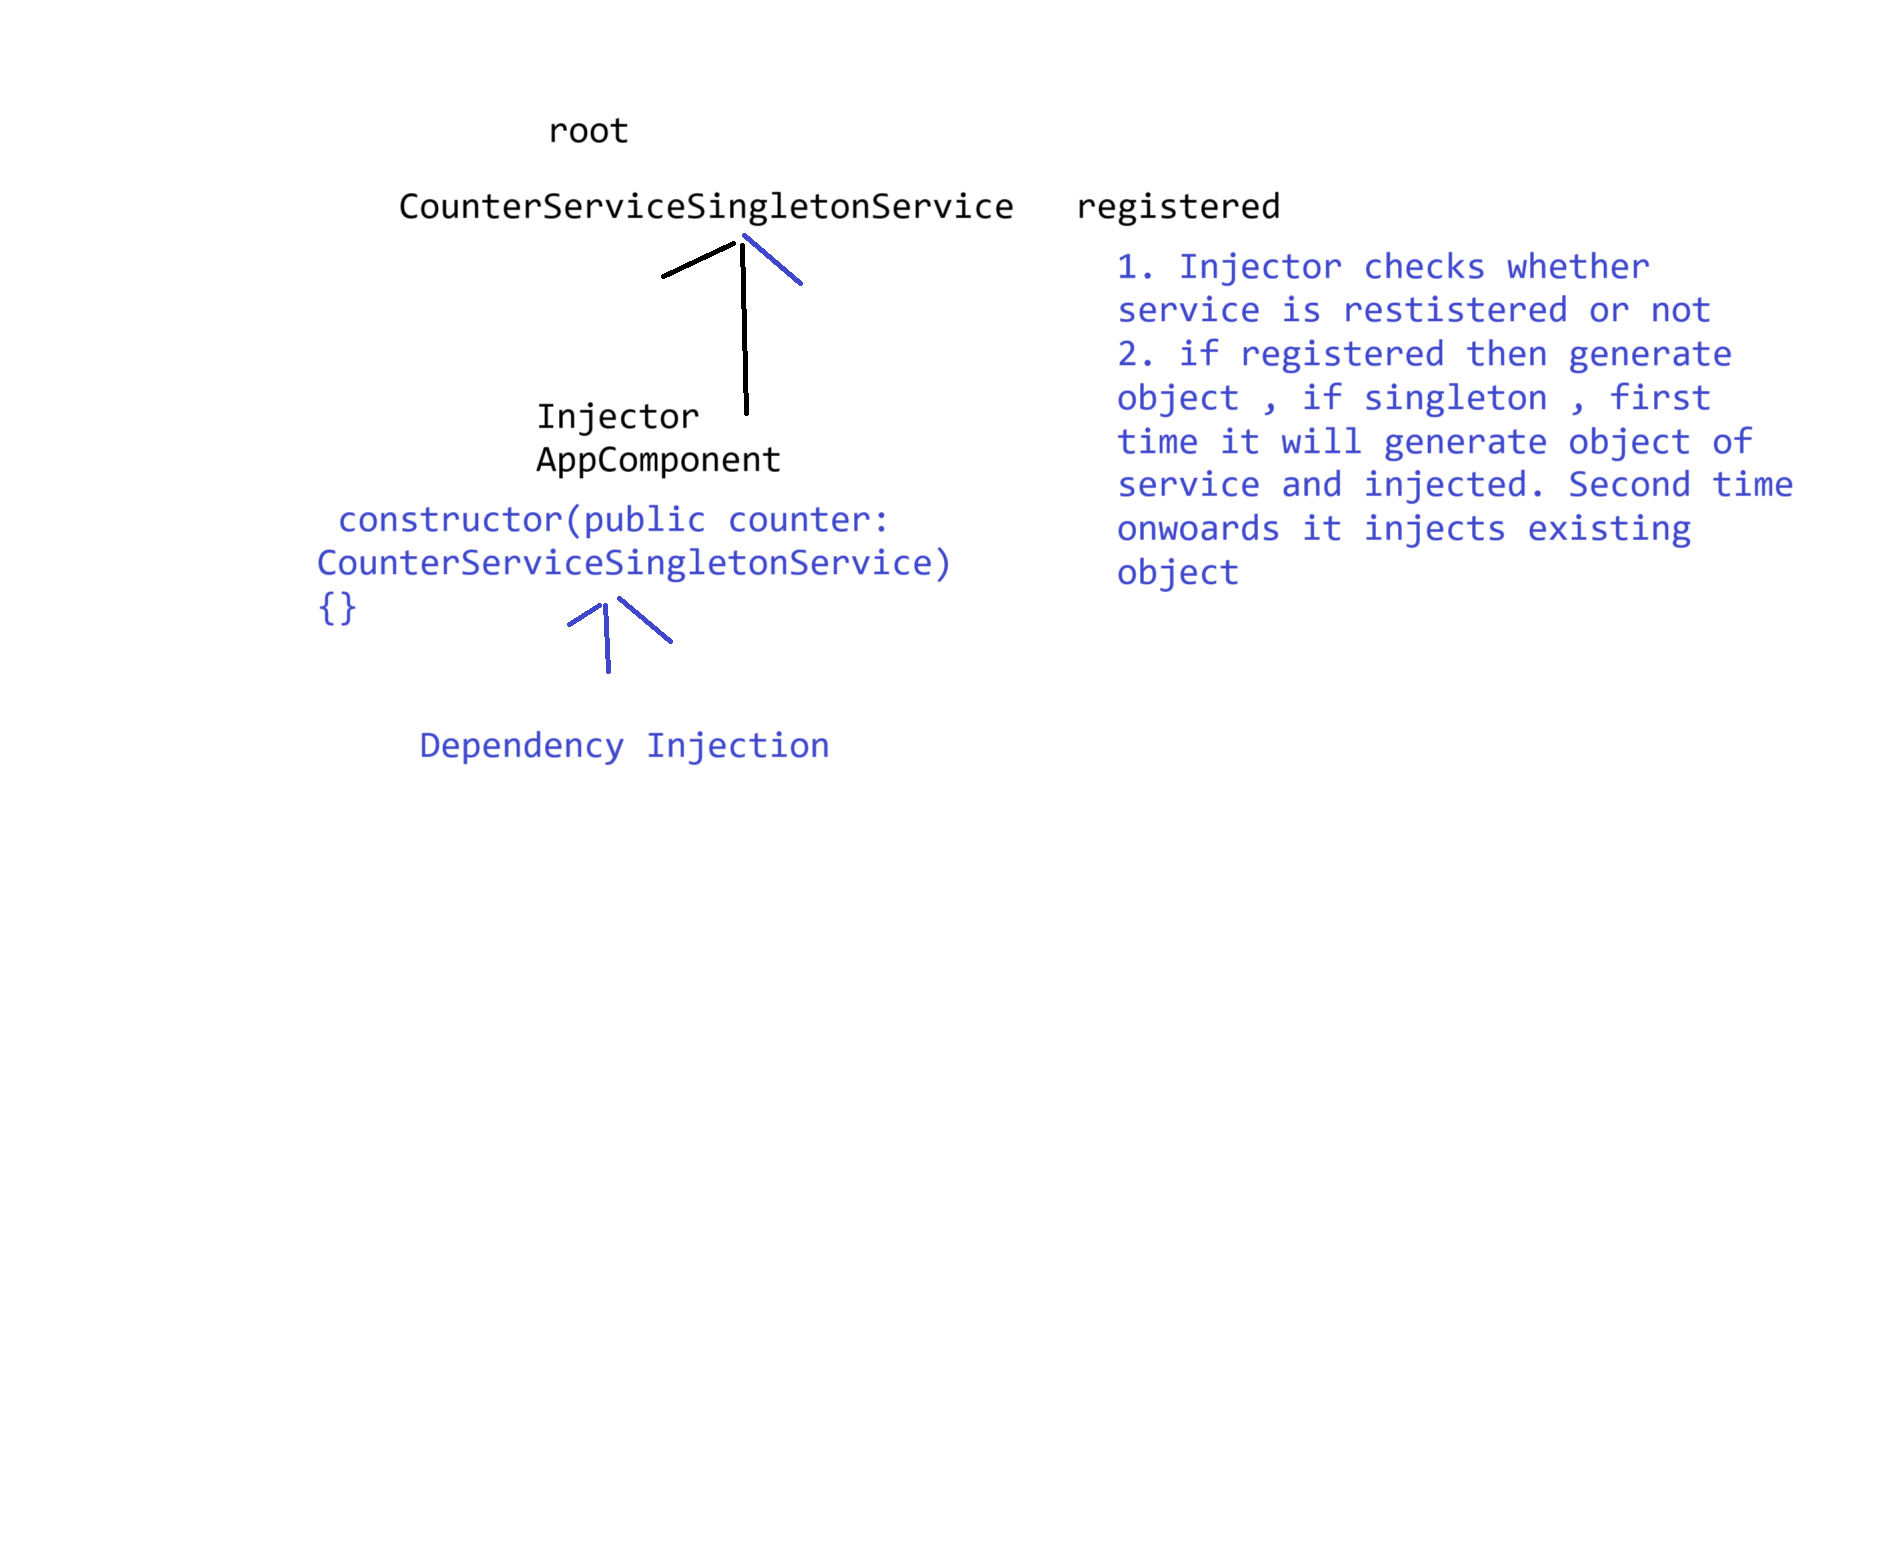 root
CounterServiceSingletonService registered
1. Injector checks whether
service is restistered or not
2. if registered then generate
object , if singleton , first
time it will generate object of
service and injected. Second time
onwoards it injects existing
object
Injector
AppComponent
constructor(public counter:
CounterServiceSingletonService)
{}
Dependency Injection